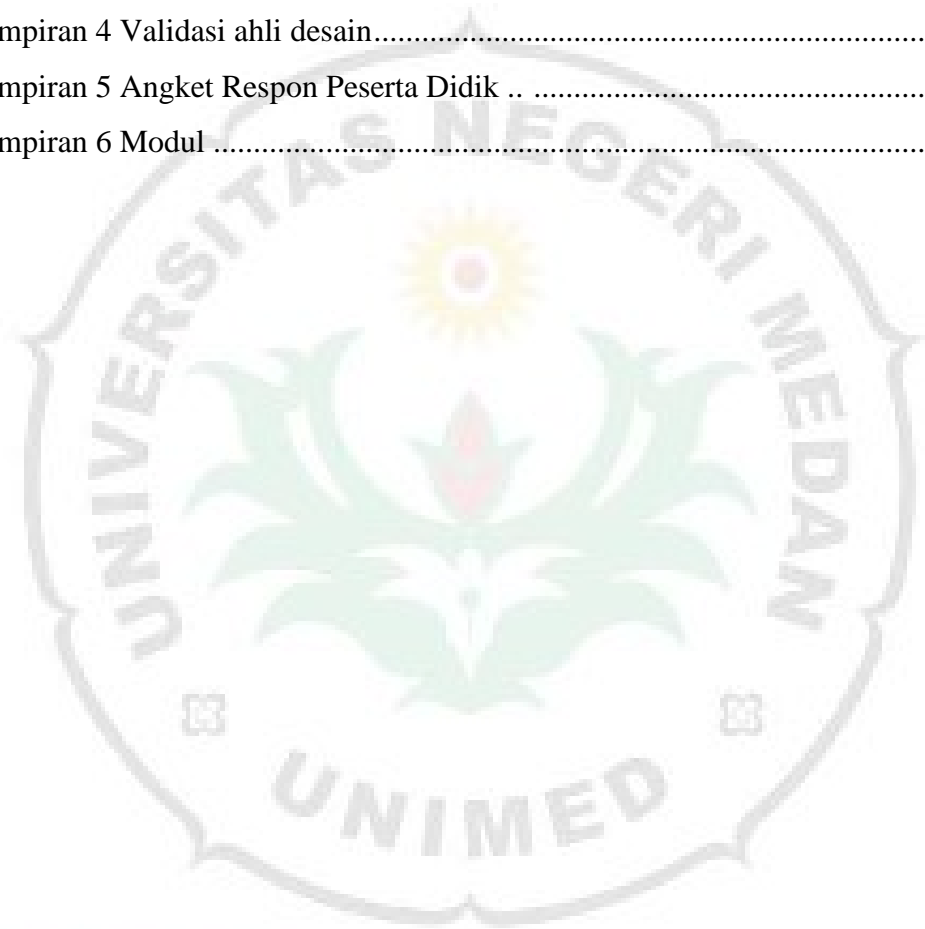 mpiran 4 Validasi ahli desain........................................................................
mpiran 5 Angket Respon Peserta Didik .. .................................................
mpiran 6 Modul ...........................................................................................
UNIVERSITAS NEGERI MEDAN
UNIMED